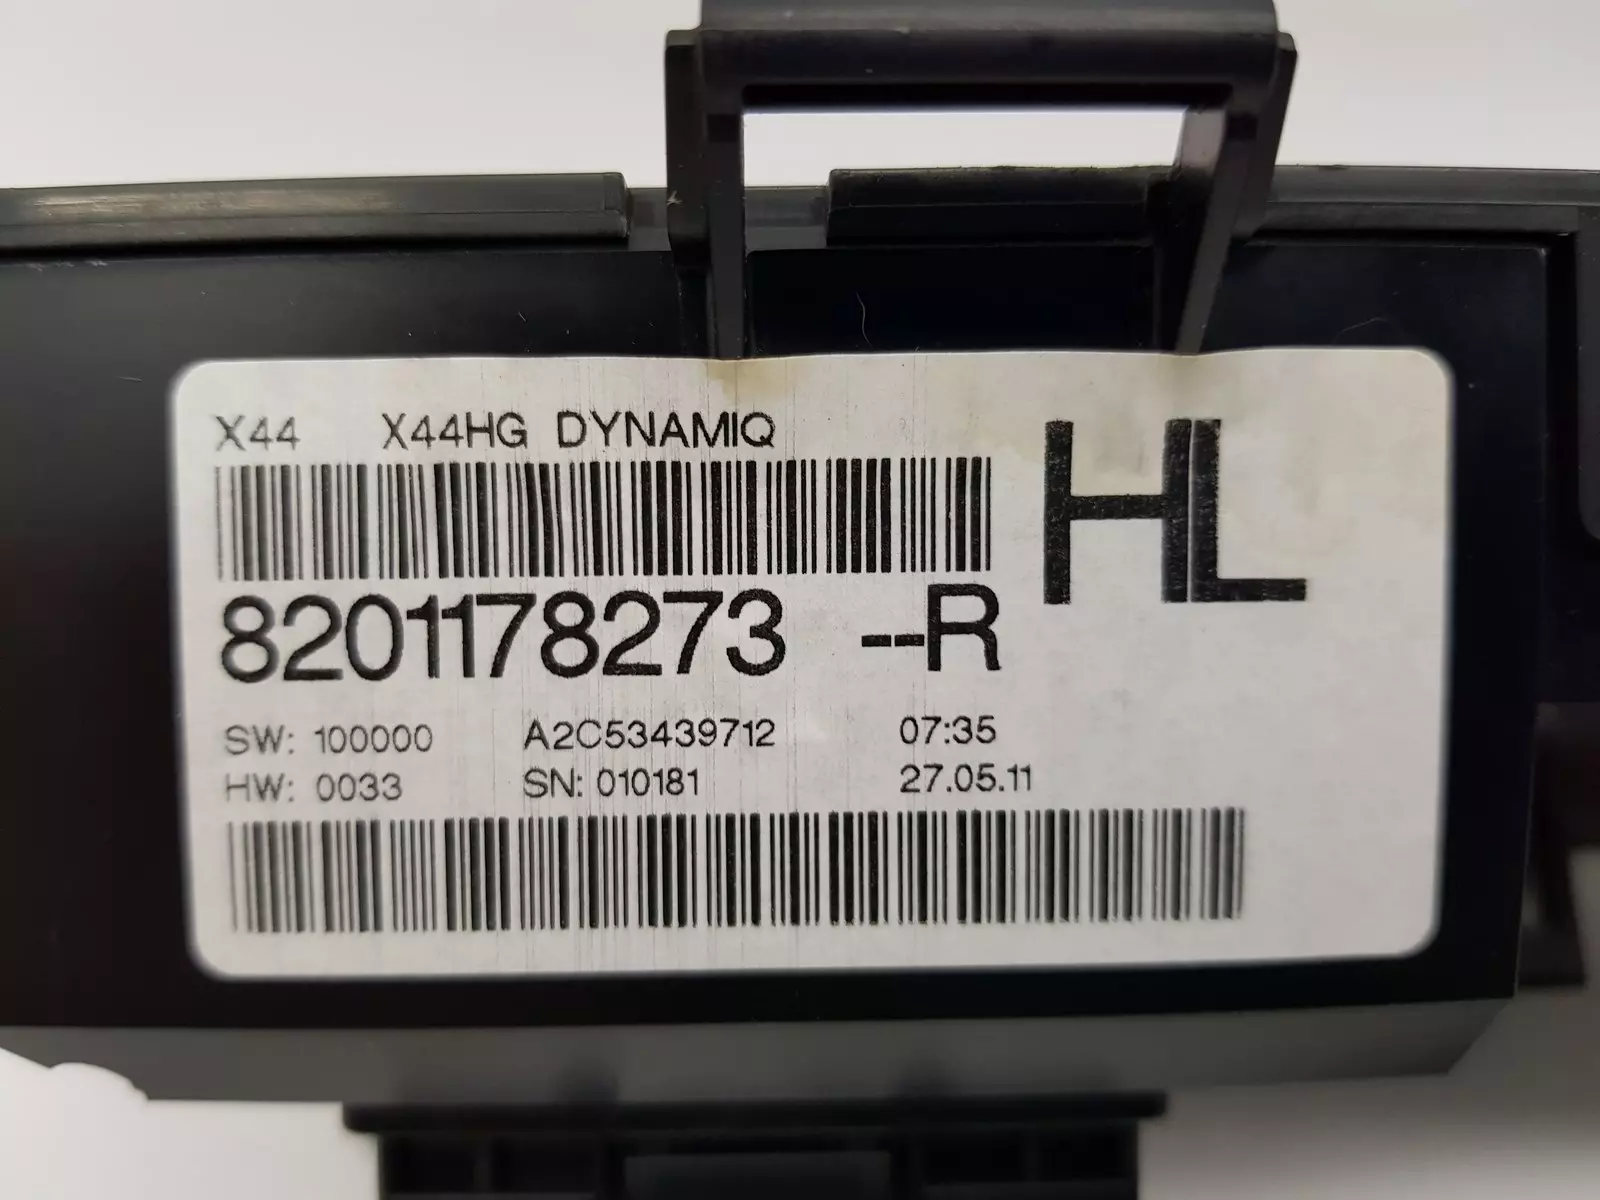 X44 X44HG DYNAMIQ
HL
8201178273 --R
SW: 100000 A2C53439712 07:35
HW: 0033 SN: 010181 27.05.11